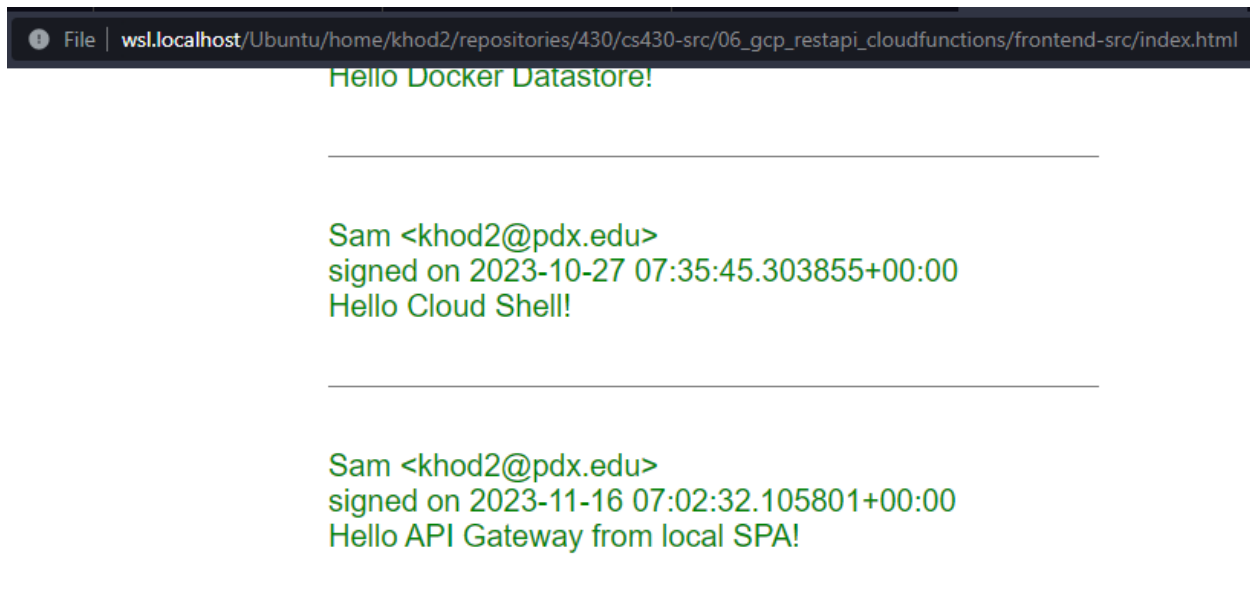 File | wsl.localhost/Ubuntu/home/khod2/repositories/430/cs430-src/06_gcp_restapi_cloudfunctions/frontend-src/index.html
Hello Docker Datastore!
Sam <khod2@pdx.edu>
signed on 2023-10-27 07:35:45.303855+00:00
Hello Cloud Shell!
Sam <khod2@pdx.edu>
signed on 2023-11-16 07:02:32.105801+00:00
Hello API Gateway from local SPA!